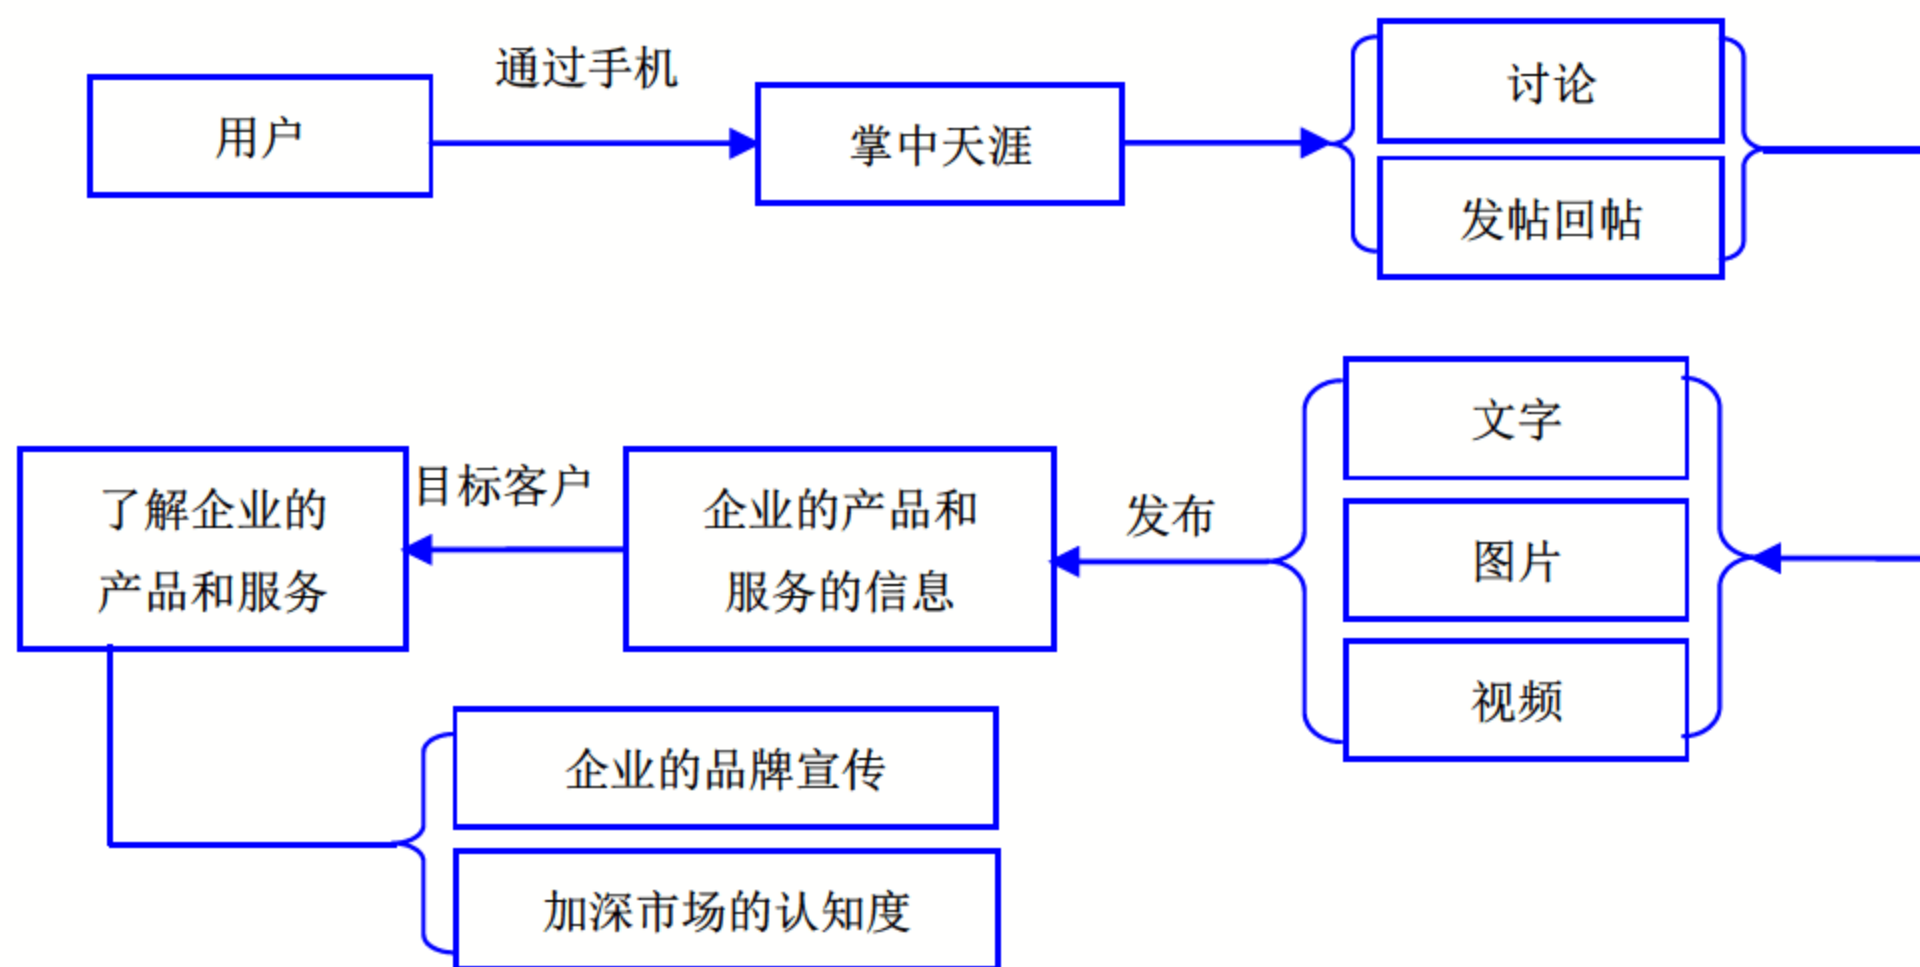 用户
通过手机
掌中天涯
讨论
发帖回帖
文字
图片
视频
发布
企业的产品和
服务的信息
目标客户
了解企业的
产品和服务
企业的品牌宣传
加深市场的认知度